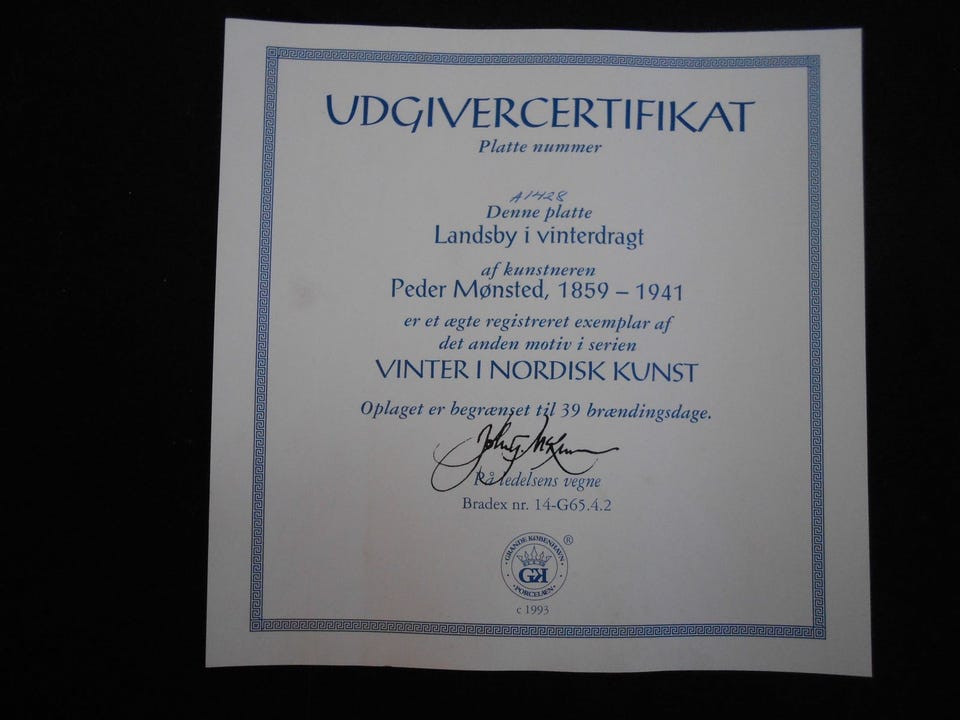 UDGIVERCERTIFIKAT
Platte nummer
A1428
Denne platte
Landsby i vinterdragt
af kunstneren
Peder Mønsted, 1859 – 1941
er et ægte registreret exemplar af
det anden motiv i serien
VINTER I NORDISK KUNST
Oplaget er begrænset til 39 brændingsdage.
På ledelsens vegne
Bradex nr. 14-G65.4.2
GRANDE KØBENHAVN
®
GK
PORCELÆN
c 1993